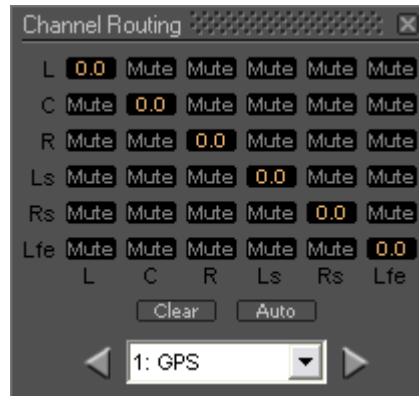 Channel Routing
L 0.0 Mute Mute Mute Mute Mute
C Mute 0.0 Mute Mute Mute Mute
R Mute Mute 0.0 Mute Mute Mute
Ls Mute Mute Mute 0.0 Mute Mute
Rs Mute Mute Mute Mute 0.0 Mute
Lfe Mute Mute Mute Mute Mute 0.0
L C R Ls Rs Lfe
Clear Auto
1: GPS